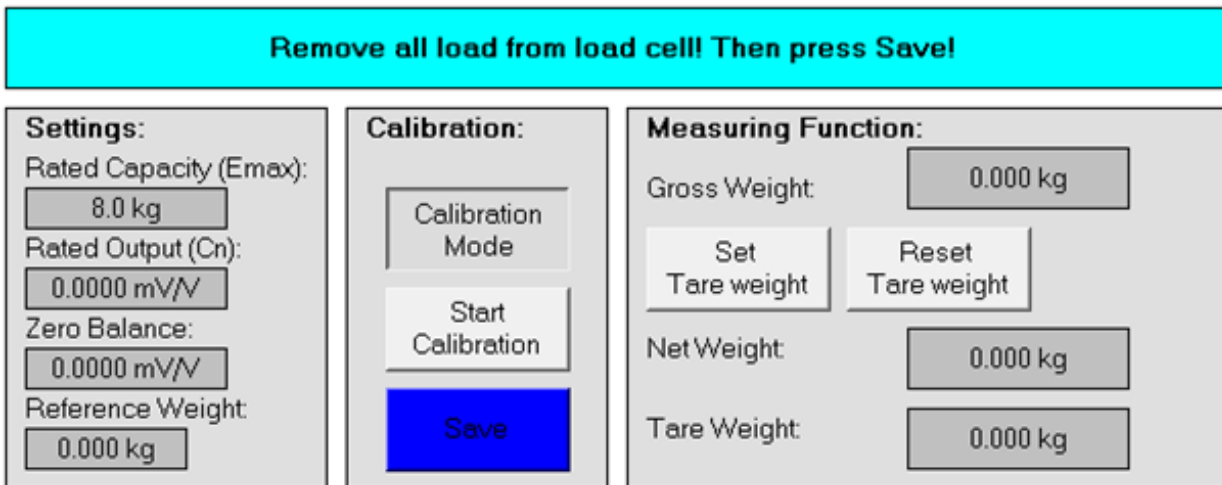 Remove all load from load cell! Then press Save!
Settings:
Rated Capacity (Emax):
8.0 kg
Rated Output (Cn):
0.0000 mV/V
Zero Balance:
0.0000 mV/V
Reference Weight:
0.000 kg
Calibration:
Calibration
Mode
Start
Calibration
Save
Measuring Function:
Gross Weight:
0.000 kg
Set
Tare weight
Reset
Tare weight
Net Weight:
0.000 kg
Tare Weight:
0.000 kg